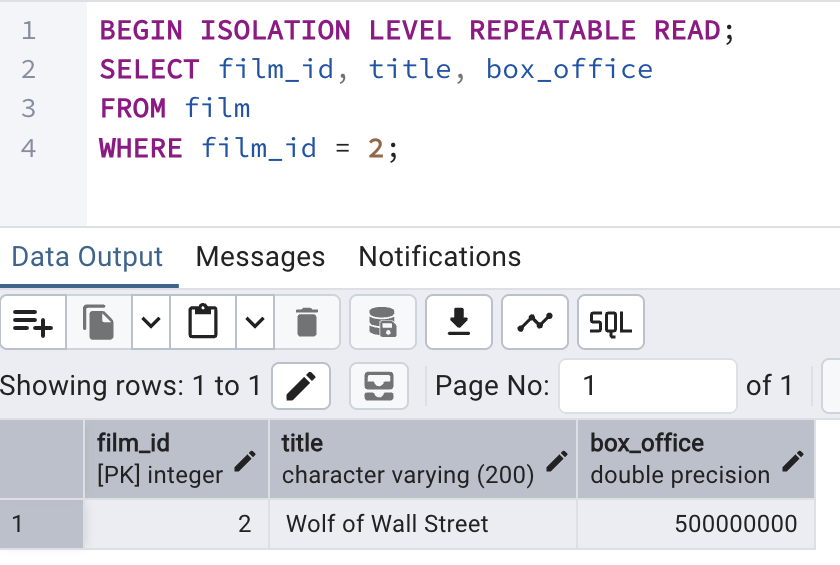 1 BEGIN ISOLATION LEVEL REPEATABLE READ;
2 SELECT film_id, title, box_office
3 FROM film
4 WHERE film_id = 2;
Data Output Messages Notifications
SQL
Showing rows: 1 to 1 Page No: 1 of 1
film_id title box_office
[PK] integer character varying (200) double precision
1 2 Wolf of Wall Street 500000000